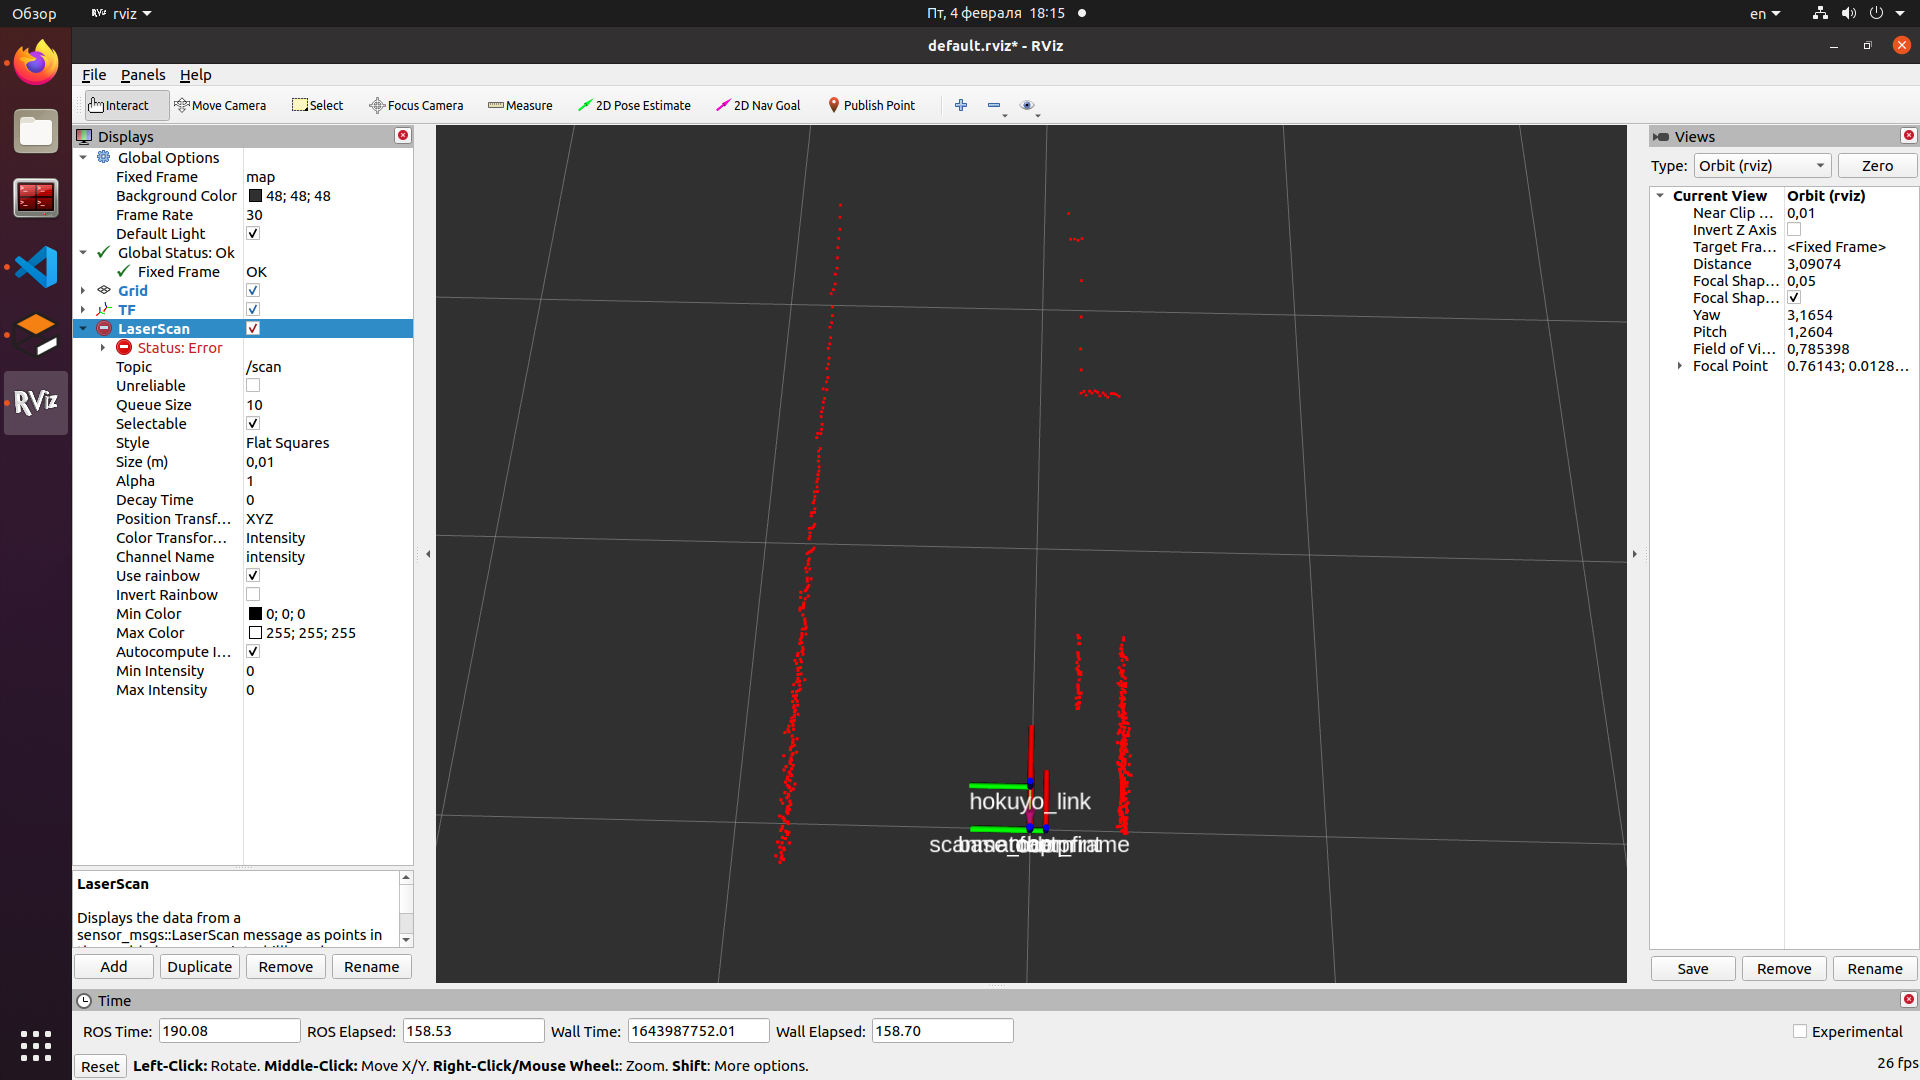 Обзор
rviz
Пт, 4 февраля 18:15
en
default.rviz* - RViz
File Panels Help
Interact Move Camera Select Focus Camera Measure 2D Pose Estimate 2D Nav Goal Publish Point
Displays
Global Options
Fixed Frame map
Background Color 48; 48; 48
Frame Rate 30
Default Light
Global Status: Ok
Fixed Frame OK
Grid
TF
LaserScan
Status: Error
Topic /scan
Unreliable
Queue Size 10
Selectable
Style Flat Squares
Size (m) 0,01
Alpha 1
Decay Time 0
Position Transf... XYZ
Color Transfor... Intensity
Channel Name intensity
Use rainbow
Invert Rainbow
Min Color 0; 0; 0
Max Color 255; 255; 255
Autocompute I...
Min Intensity 0
Max Intensity 0
LaserScan
Displays the data from a
sensor_msgs::LaserScan message as points in
Add Duplicate Remove Rename
RViz
hokuyo_link
Views
Type: Orbit (rviz) Zero
Current View Orbit (rviz)
Near Clip ... 0,01
Invert Z Axis
Target Fra... <Fixed Frame>
Distance 3,09074
Focal Shap... 0,05
Focal Shap...
Yaw 3,1654
Pitch 1,2604
Field of Vi... 0,785398
Focal Point 0.76143; 0.0128...
Save Remove Rename
Time
ROS Time: 190.08 ROS Elapsed: 158.53 Wall Time: 1643987752.01 Wall Elapsed: 158.70 Experimental
Reset Left-Click: Rotate. Middle-Click: Move X/Y. Right-Click/Mouse Wheel:: Zoom. Shift: More options. 26 fps